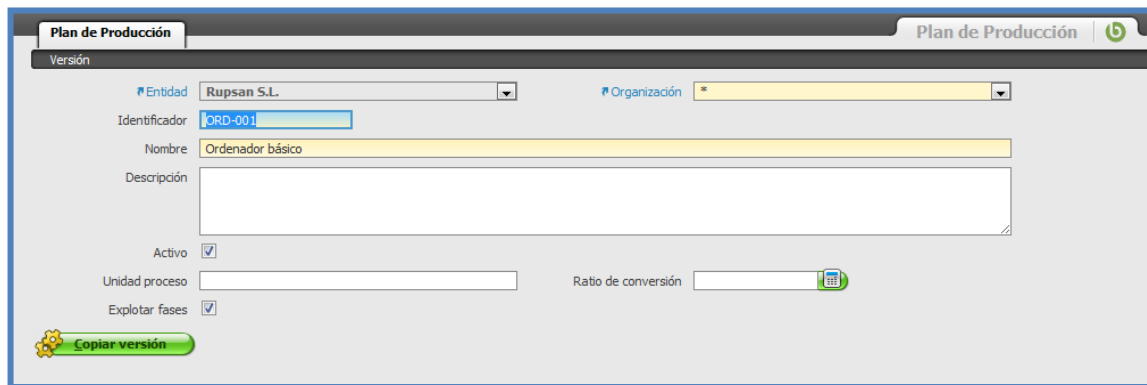 Plan de Producción Plan de Producción
Versión
Entidad Rupsan S.L. Organización *
Identificador ORD-001
Nombre Ordenador básico
Descripción
Activo
Unidad proceso Ratio de conversión
Explotar fases
Copiar versión